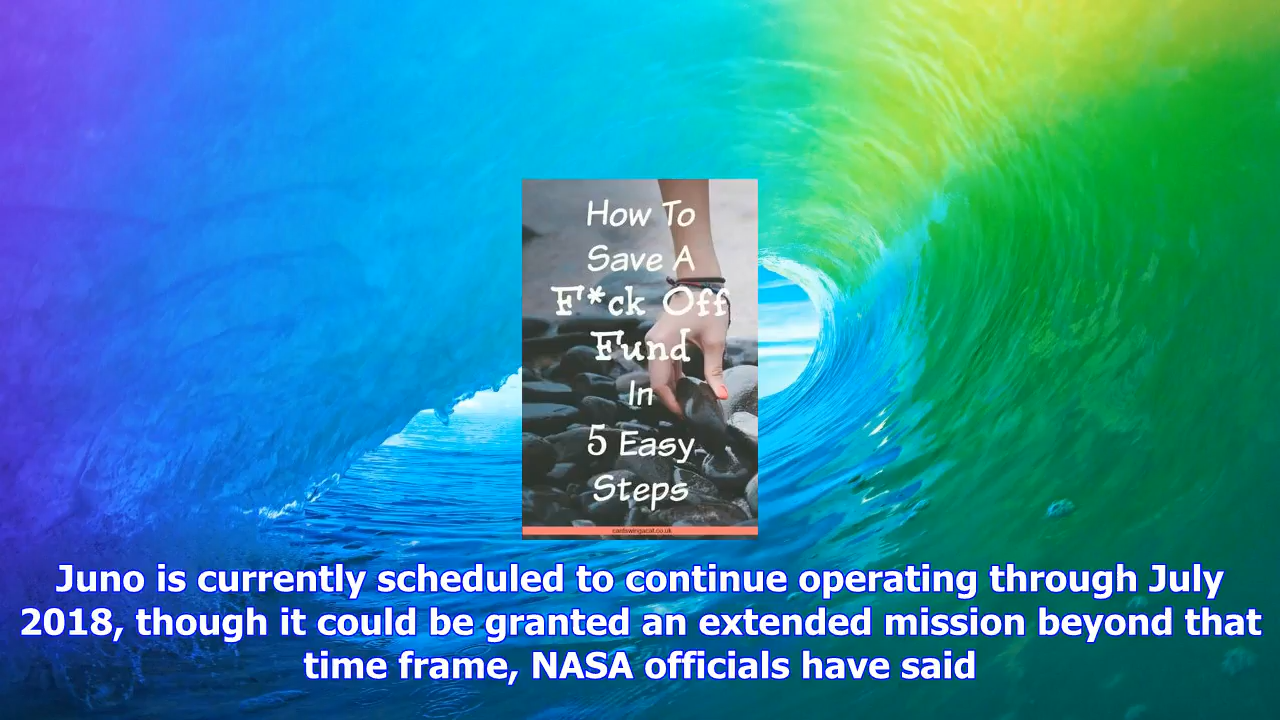 How To
Save A
F*ck Off
Fund
In
5 Easy
Steps
Juno is currently scheduled to continue operating through July
2018, though it could be granted an extended mission beyond that
time frame, NASA officials have said